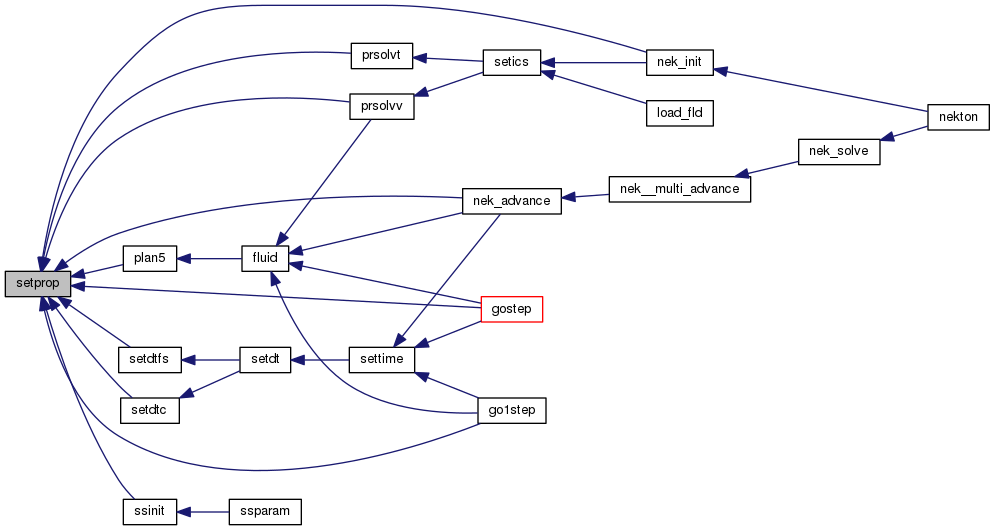 nek_init
prsolvt
setics
prsolvv
load_fld
nekton
nek_solve
nek__multi_advance
nek_advance
plan5
fluid
setprop
gostep
setdtfs
setdt
settime
setdtc
go1step
ssinit
ssparam